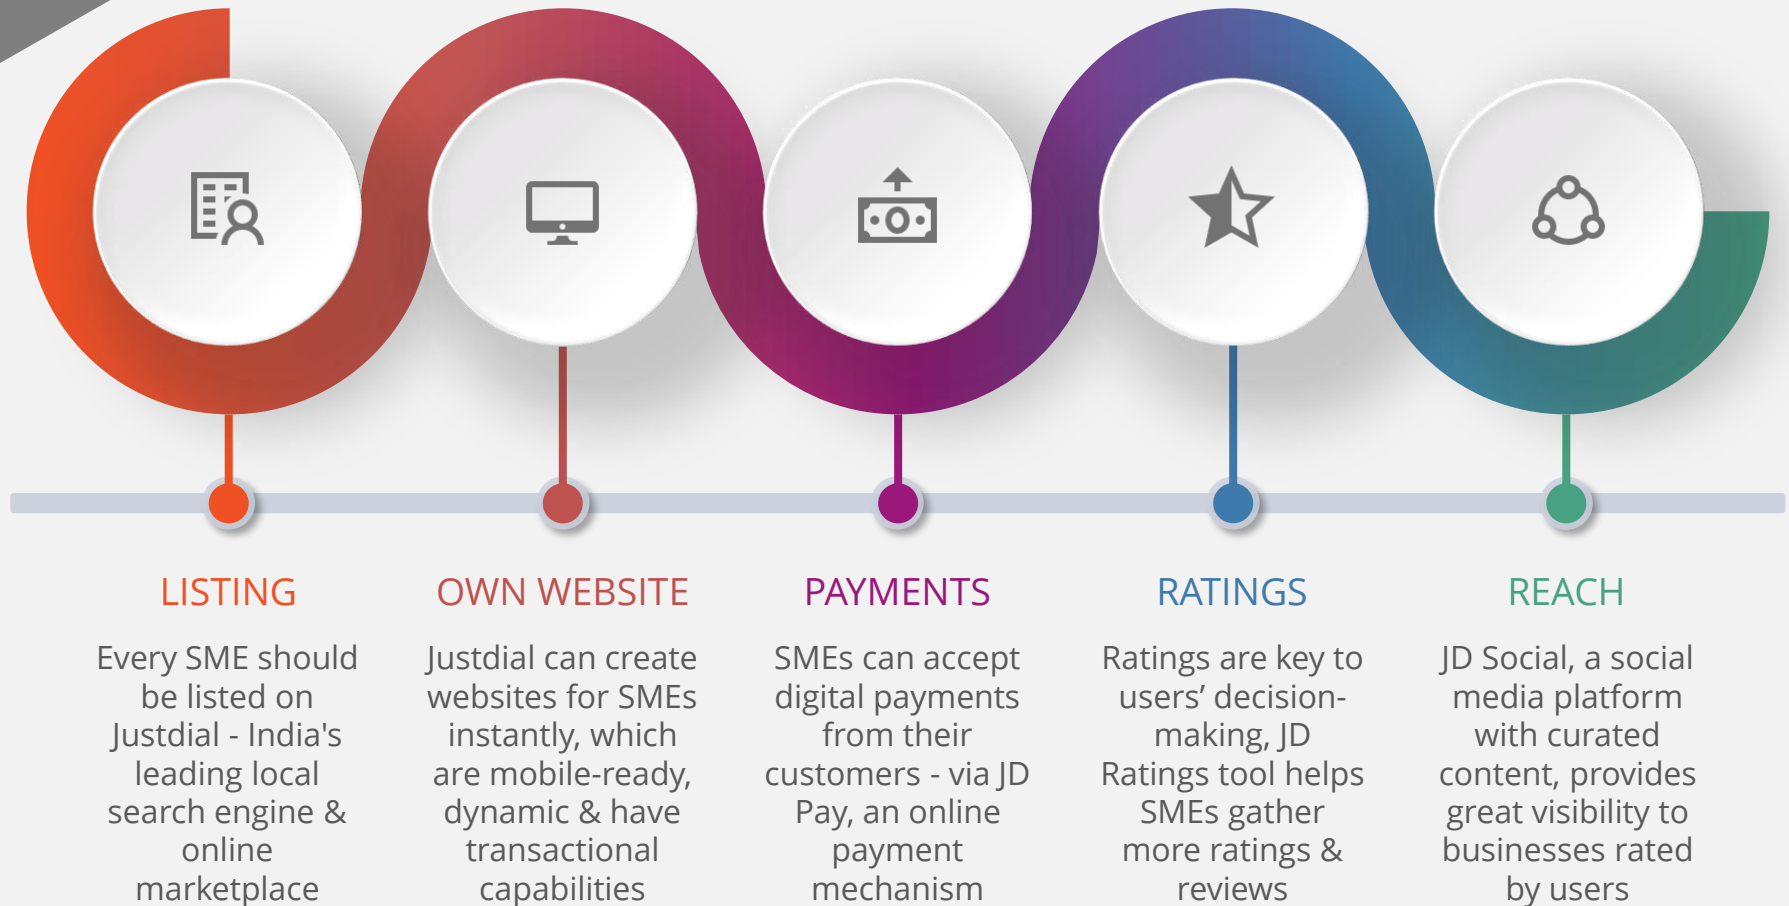 LISTING
Every SME should
be listed on
Justdial - India's
leading local
search engine &
online
marketplace
OWN WEBSITE
Justdial can create
websites for SMEs
instantly, which
are mobile-ready,
dynamic & have
transactional
capabilities
PAYMENTS
SMEs can accept
digital payments
from their
customers - via JD
Pay, an online
payment
mechanism
RATINGS
Ratings are key to
users’ decision-
making, JD
Ratings tool helps
SMEs gather
more ratings &
reviews
REACH
JD Social, a social
media platform
with curated
content, provides
great visibility to
businesses rated
by users